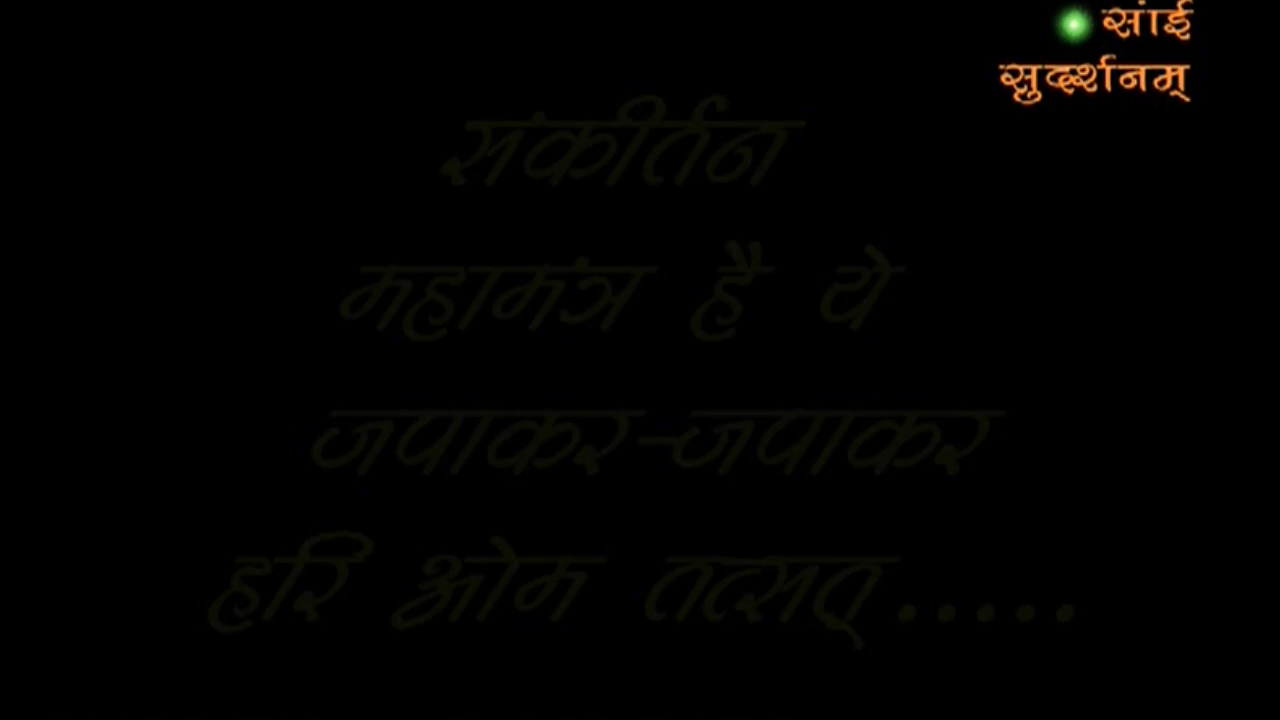 सांई
सुदर्शनम्
संकीर्तन
महामंत्र है ये
जपाकर-जपाकर
हरि ओम तत्सत्.....